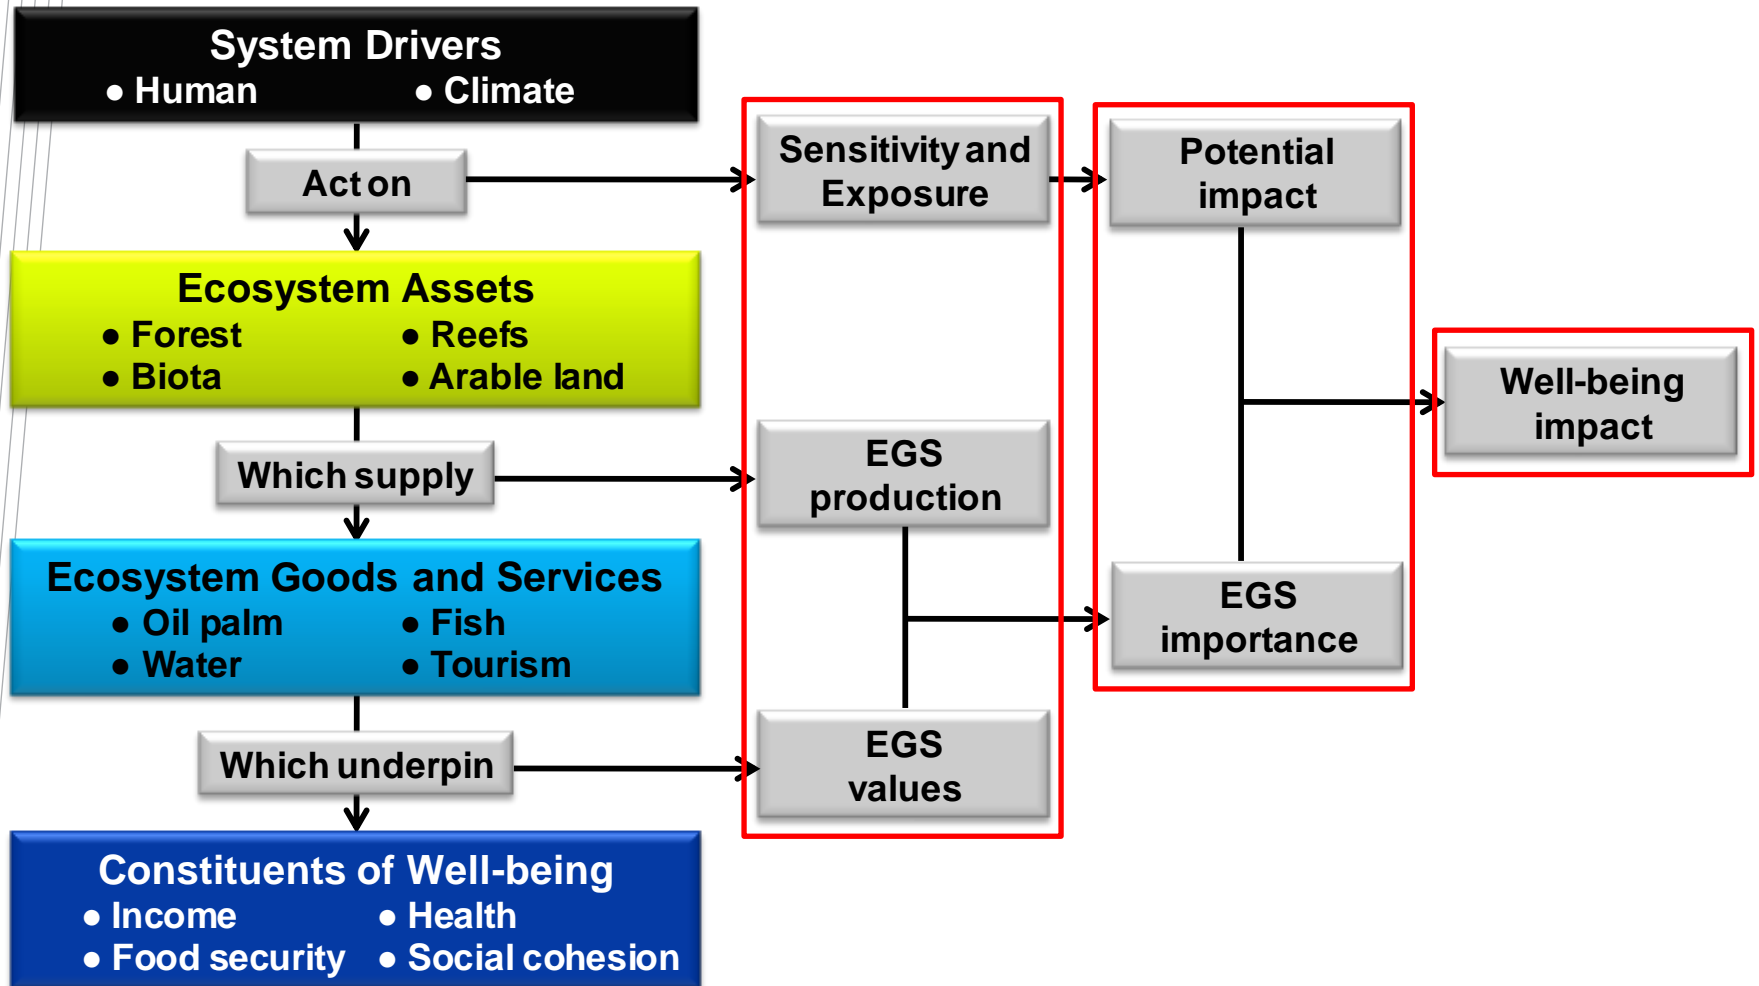 System Drivers
● Human ● Climate
Act on
Ecosystem Assets
● Forest ● Reefs
● Biota ● Arable land
Which supply
Ecosystem Goods and Services
● Oil palm ● Fish
● Water ● Tourism
Which underpin
Constituents of Well-being
● Income ● Health
● Food security ● Social cohesion
Sensitivity and
Exposure
EGS
production
EGS
values
Potential
impact
EGS
importance
Well-being
impact